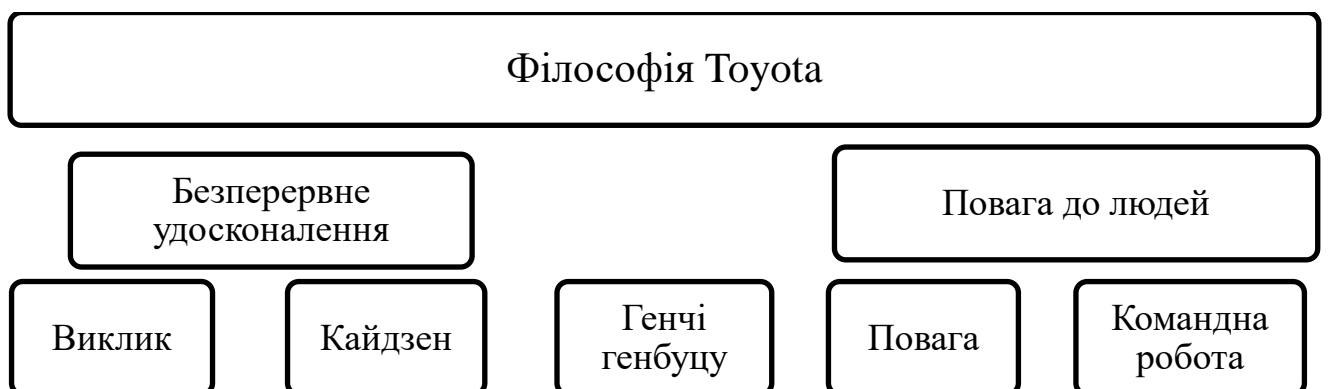 Філософія Toyota
Безперервне
удосконалення
Повага до людей
Виклик
Кайдзен
Генчі
генбуцу
Повага
Командна
робота